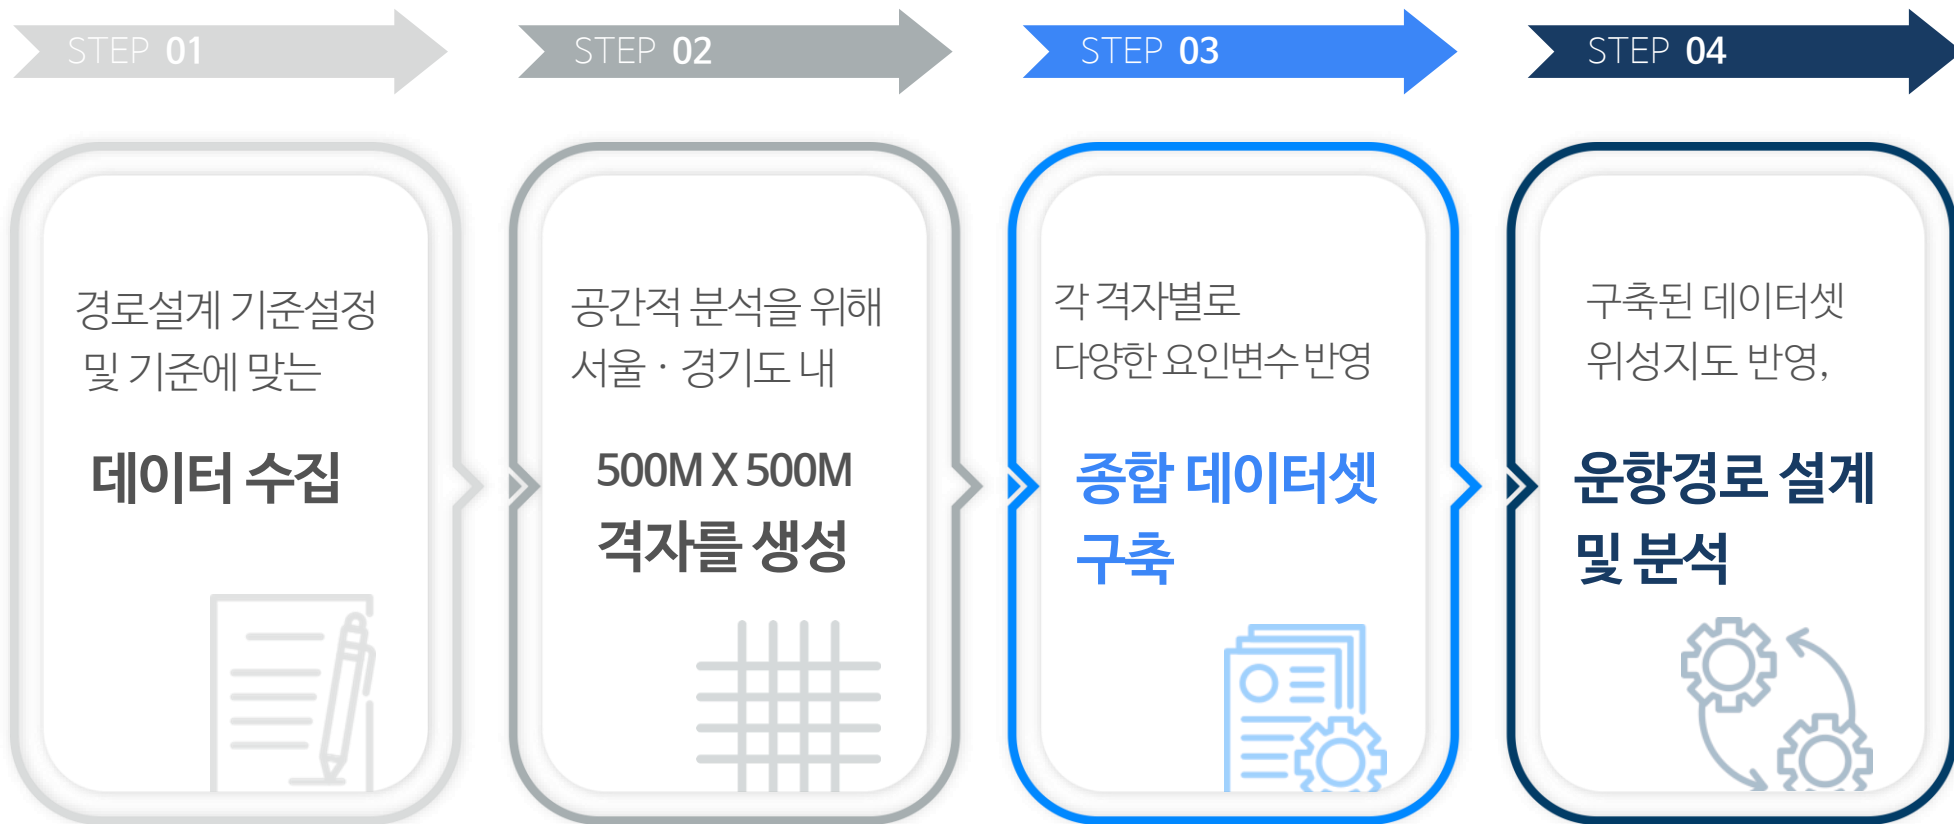 STEP 01
경로설계 기준설정
및 기준에 맞는
데이터 수집
STEP 02
공간적 분석을 위해
서울 · 경기도 내
500M X 500M
격자를 생성
STEP 03
각 격자별로
다양한 요인변수 반영
종합 데이터셋
구축
STEP 04
구축된 데이터셋
위성지도 반영,
운항경로 설계
및 분석